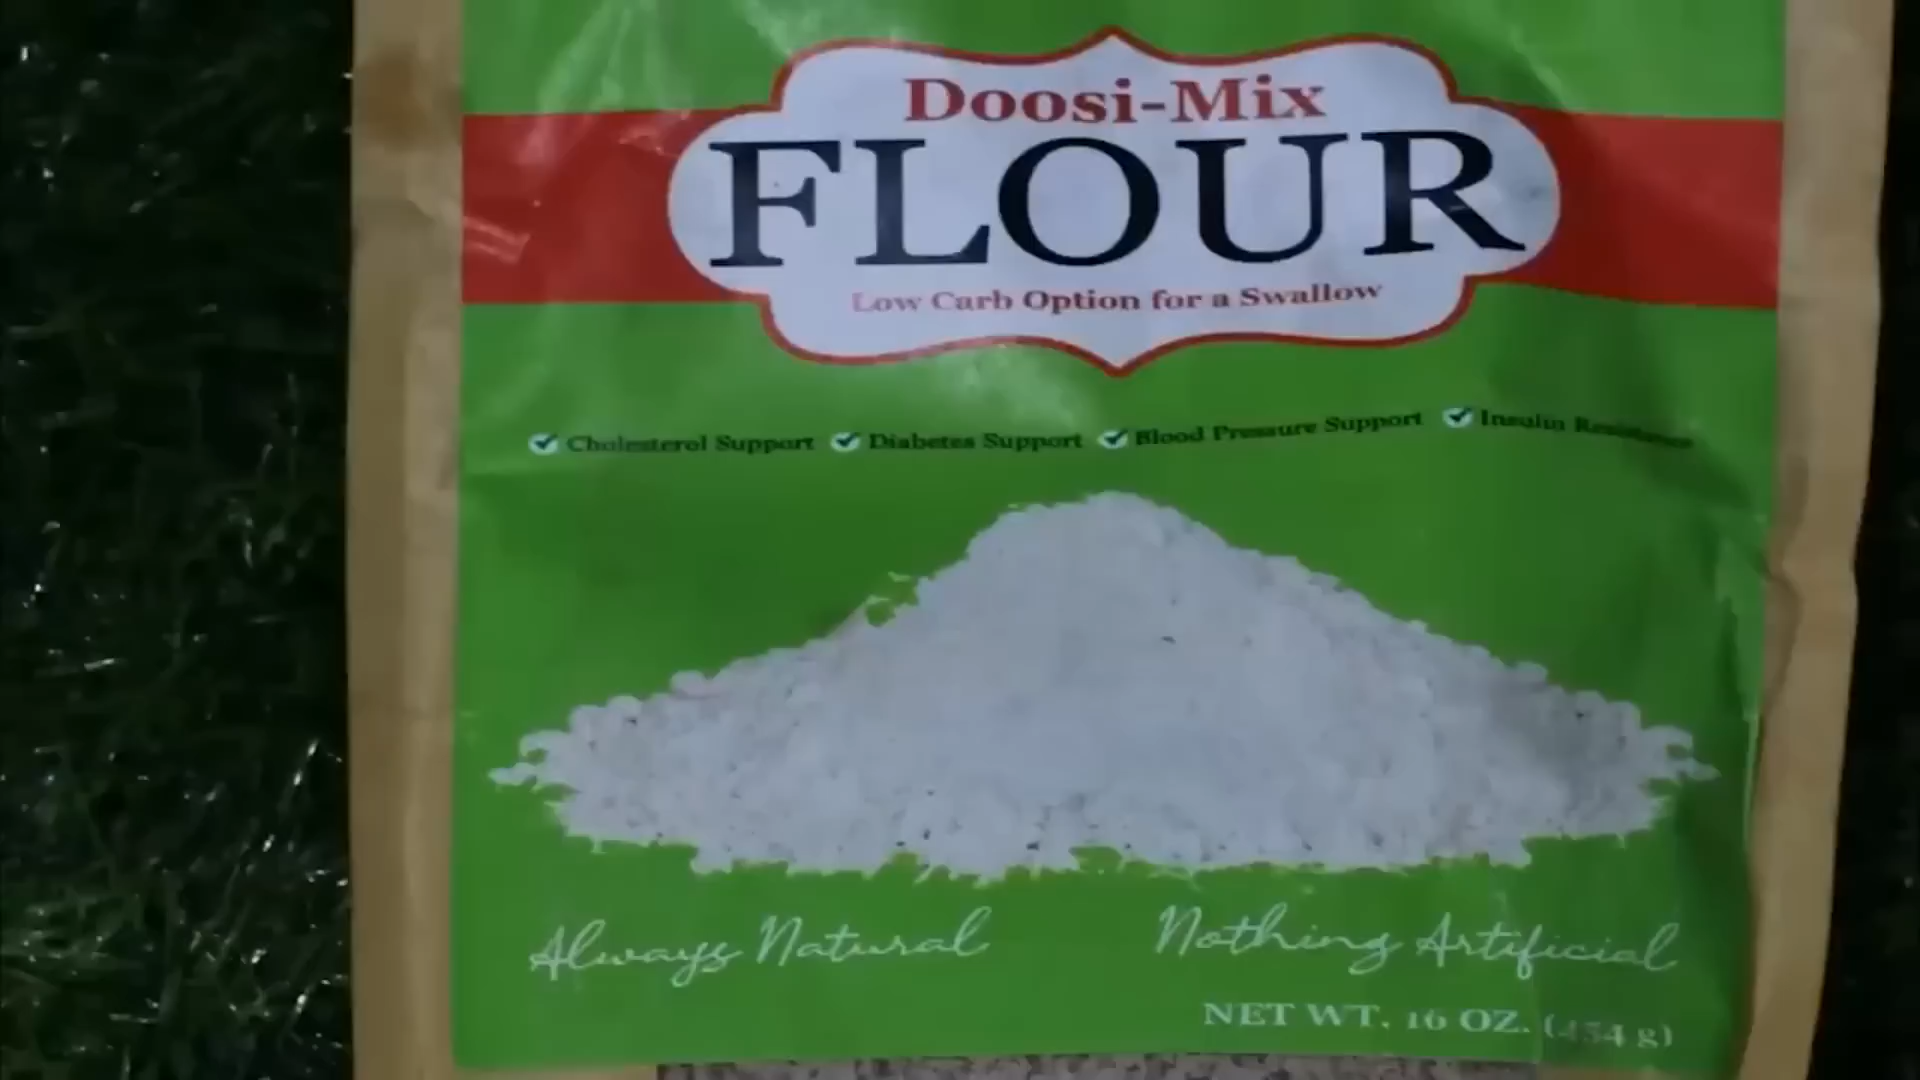 Doosi-Mix
FLOUR
Low Carb Option for a Swallow
Cholesterol Support Diabetes Support Blood Pressure Support Insulin
Always Natural Nothing Artificial
NET WT. 16 OZ. (454 g)